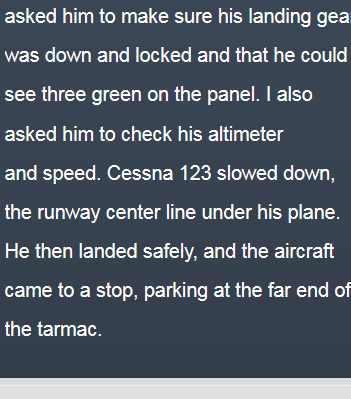 asked him to make sure his landing gear
was down and locked and that he could
see three green on the panel. I also
asked him to check his altimeter
and speed. Cessna 123 slowed down,
the runway center line under his plane.
He then landed safely, and the aircraft
came to a stop, parking at the far end of
the tarmac.